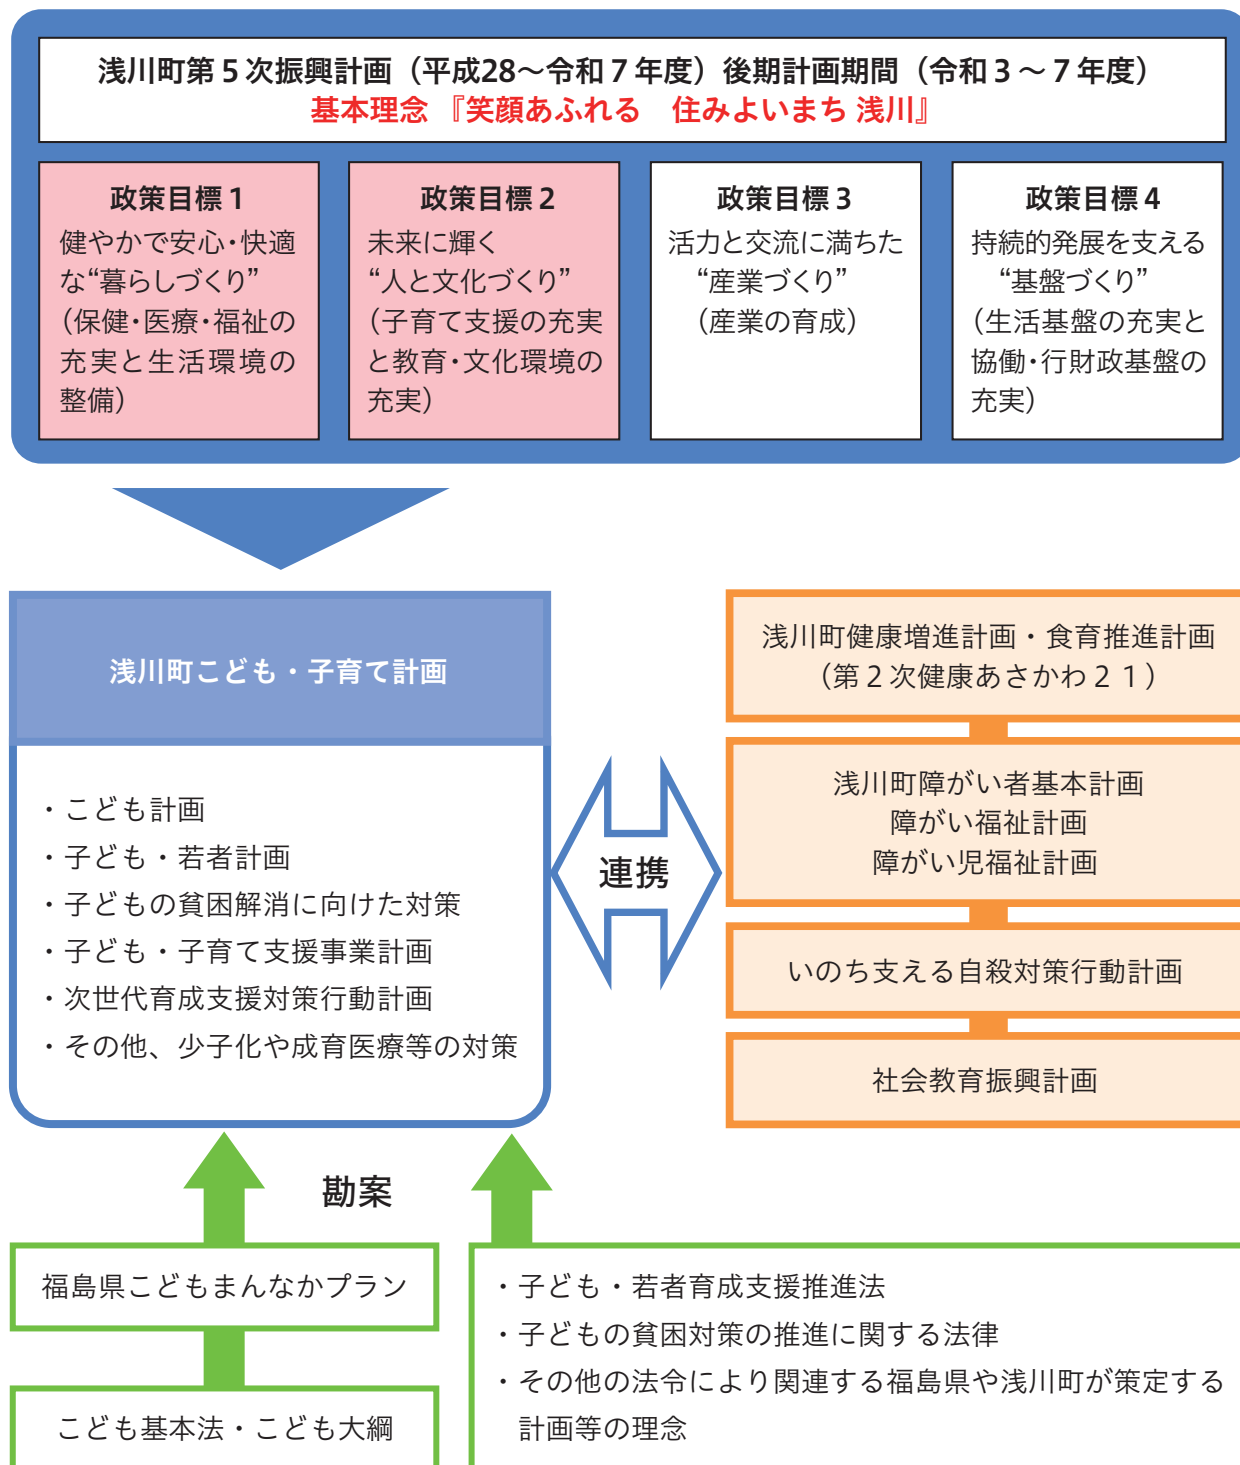 浅川町第5次振興計画（平成28～令和７年度）後期計画期間（令和３～７年度）
基本理念 『笑顔あふれる　住みよいまち 浅川』
政策目標１
健やかで安心・快適
な“暮らしづくり”
（保健・医療・福祉の
充実と生活環境の
整備）
政策目標２
未来に輝く
“人と文化づくり”
（子育て支援の充実
と教育・文化環境の
充実）
政策目標３
活力と交流に満ちた
“産業づくり”
（産業の育成）
政策目標４
持続的発展を支える
“基盤づくり”
（生活基盤の充実と
協働・行財政基盤の
充実）
浅川町こども・子育て計画
・こども計画
・子ども・若者計画
・子どもの貧困解消に向けた対策
・子ども・子育て支援事業計画
・次世代育成支援対策行動計画
・その他、少子化や成育医療等の対策
連携
浅川町健康増進計画・食育推進計画
（第２次健康あさかわ２１）
浅川町障がい者基本計画
障がい福祉計画
障がい児福祉計画
いのち支える自殺対策行動計画
社会教育振興計画
勘案
福島県こどもまんなかプラン
こども基本法・こども大綱
・子ども・若者育成支援推進法
・子どもの貧困対策の推進に関する法律
・その他の法令により関連する福島県や浅川町が策定する
計画等の理念